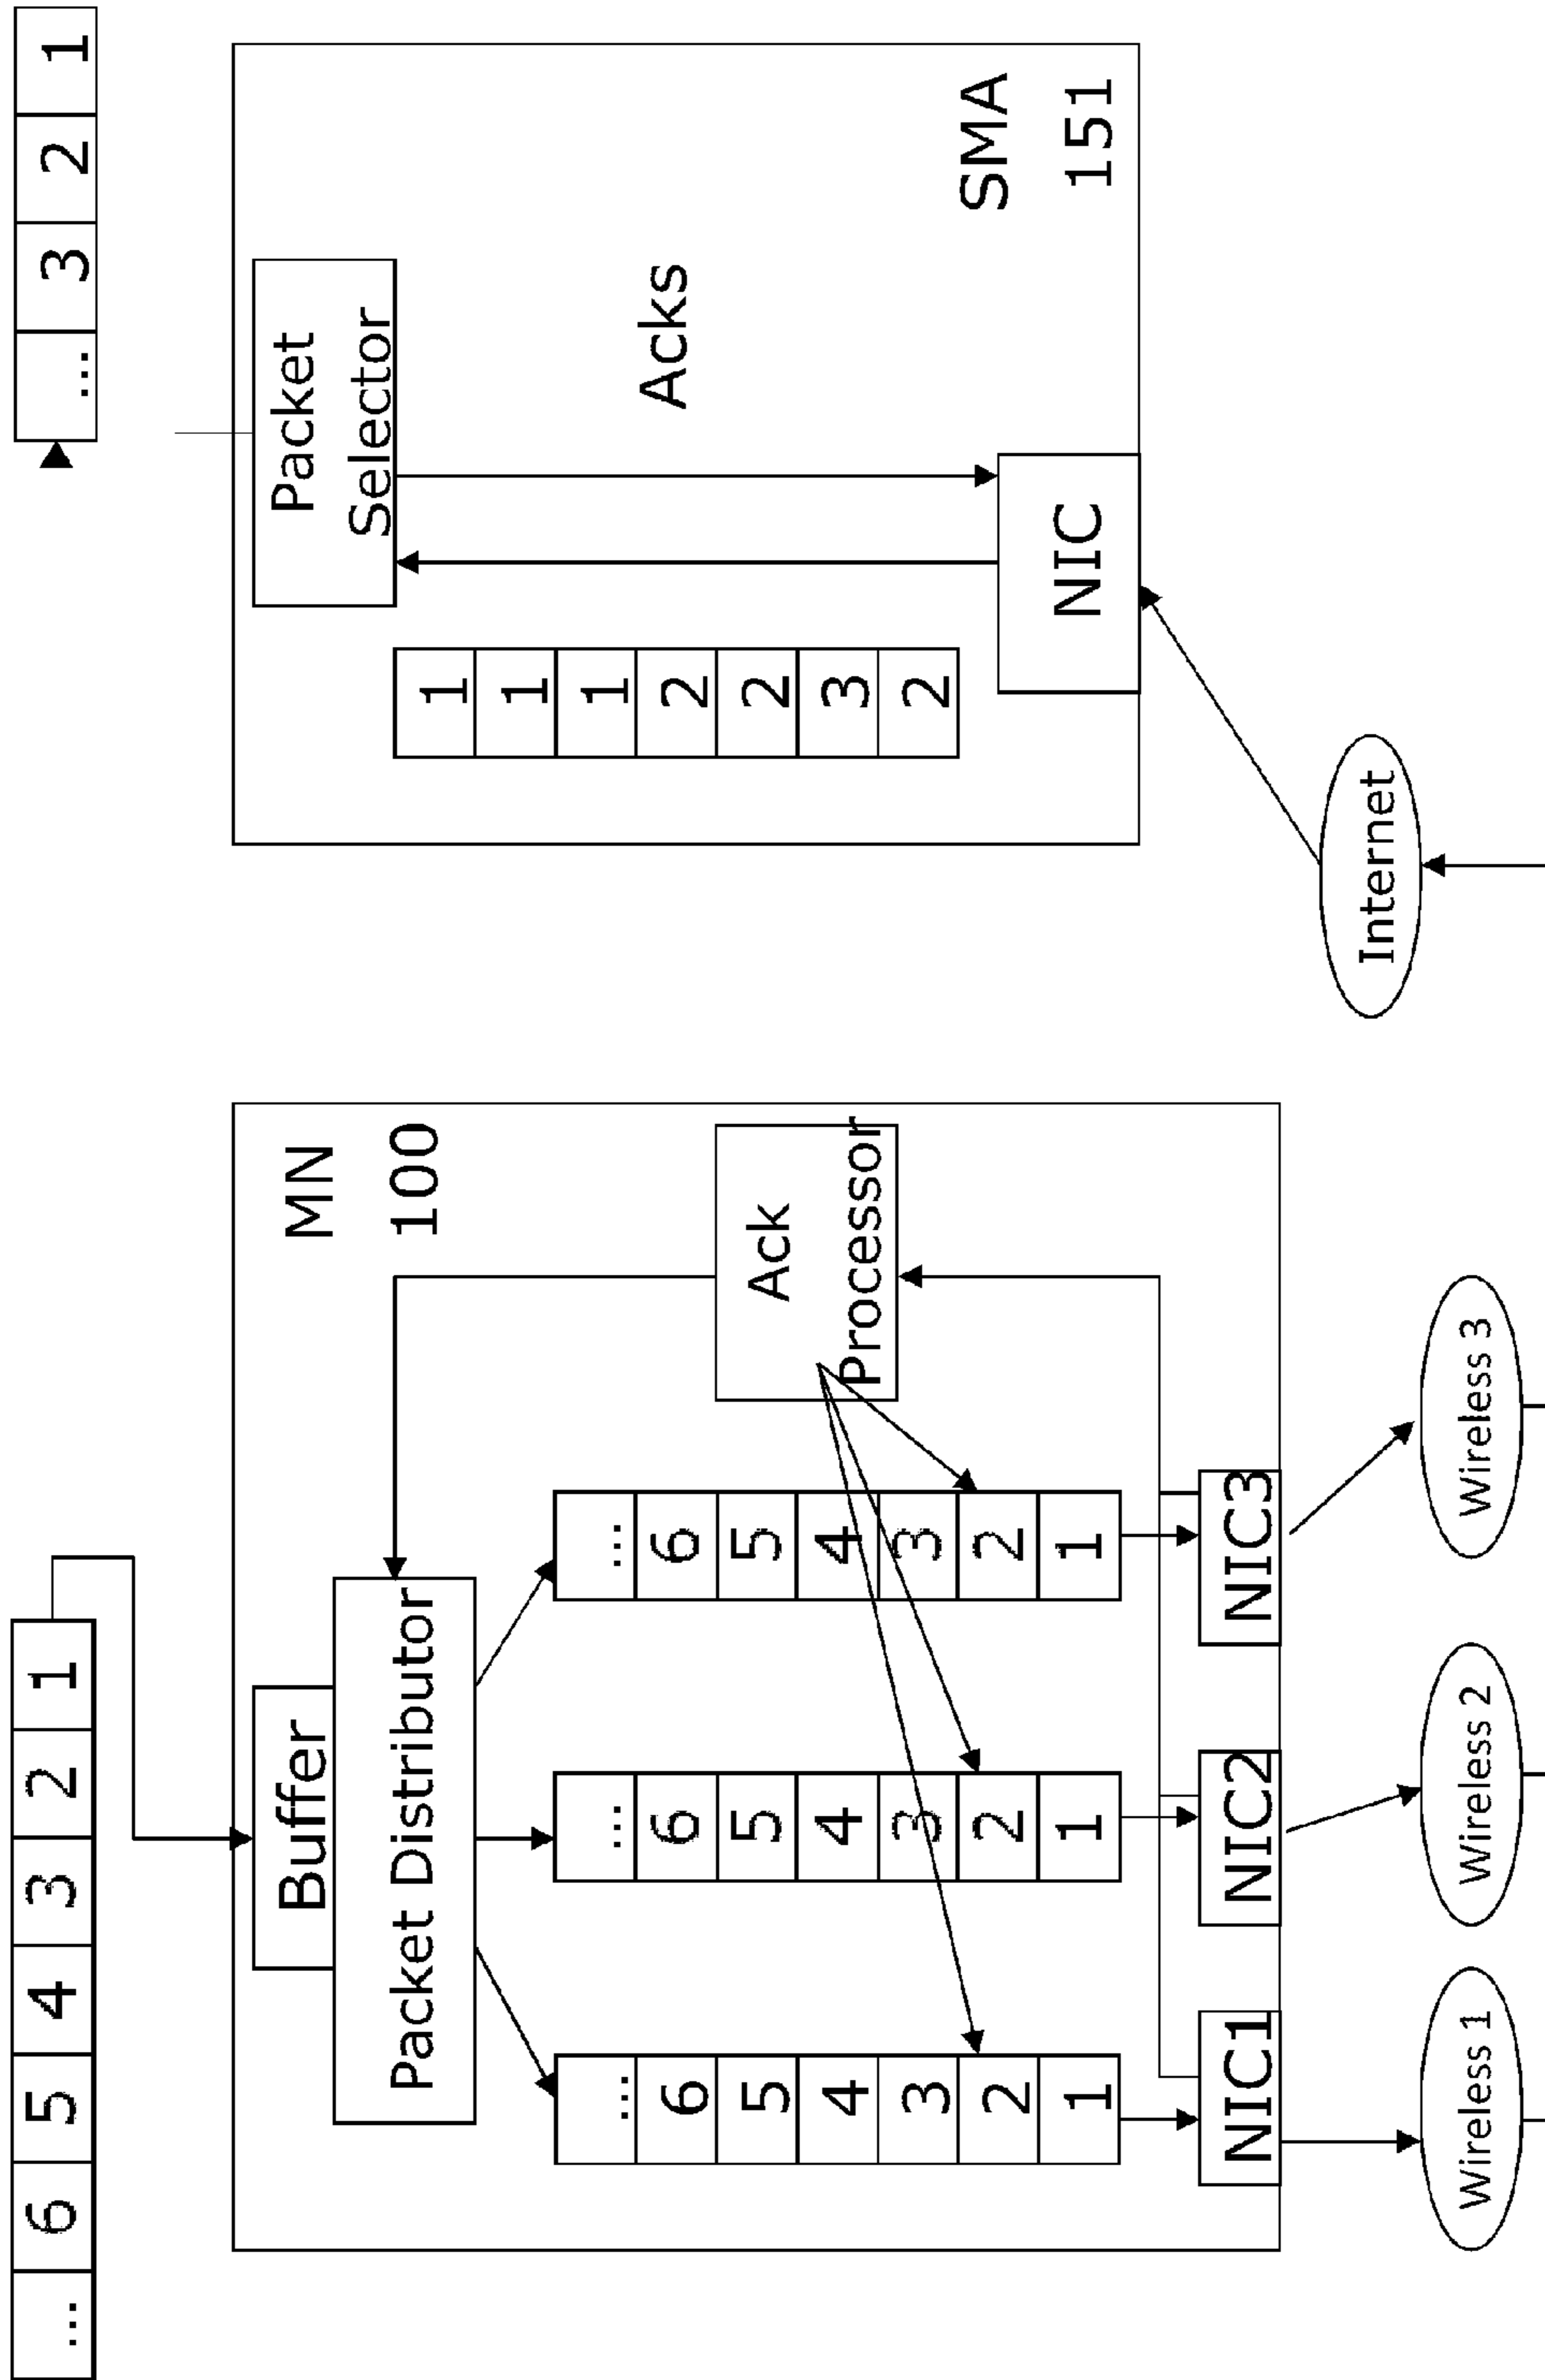 ... 6 5 4 3 2 1
MN
100
Buffer
Packet Distributor
Ack
Processor
...
6
5
4
3
2
1
...
6
5
4
3
2
1
...
6
5
4
3
2
1
NIC1
NIC2
NIC3
Wireless 1
Wireless 2
Wireless 3
... 3 2 1
Packet
Selector
1
1
1
2
2
3
2
Acks
NIC
SMA
151
Internet